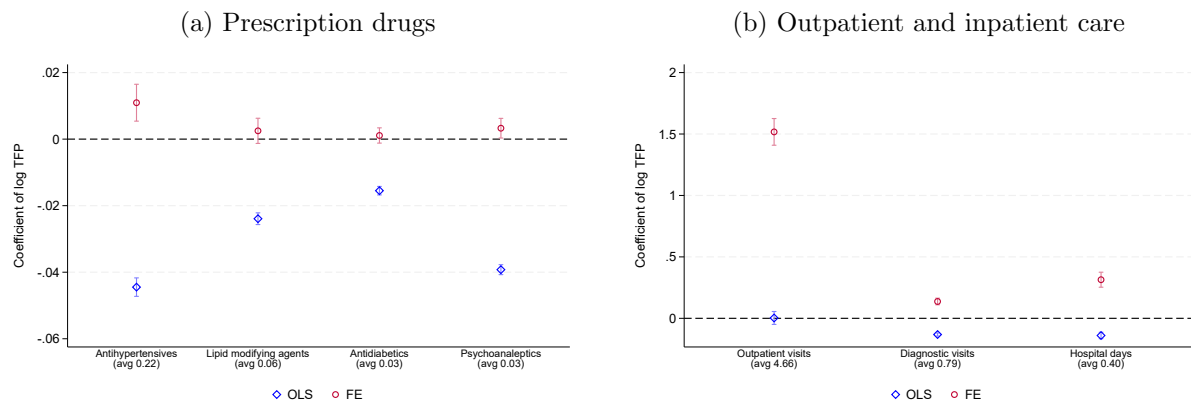 (a) Prescription drugs
Coefficient of log TFP
.02
0
-.02
-.04
-.06
Antihypertensives
(avg 0.22)
Lipid modifying agents
(avg 0.06)
Antidiabetics
(avg 0.03)
Psychoanaleptics
(avg 0.03)
OLS FE
(b) Outpatient and inpatient care
Coefficient of log TFP
2
1.5
1
.5
0
Outpatient visits
(avg 4.66)
Diagnostic visits
(avg 0.79)
Hospital days
(avg 0.40)
OLS FE